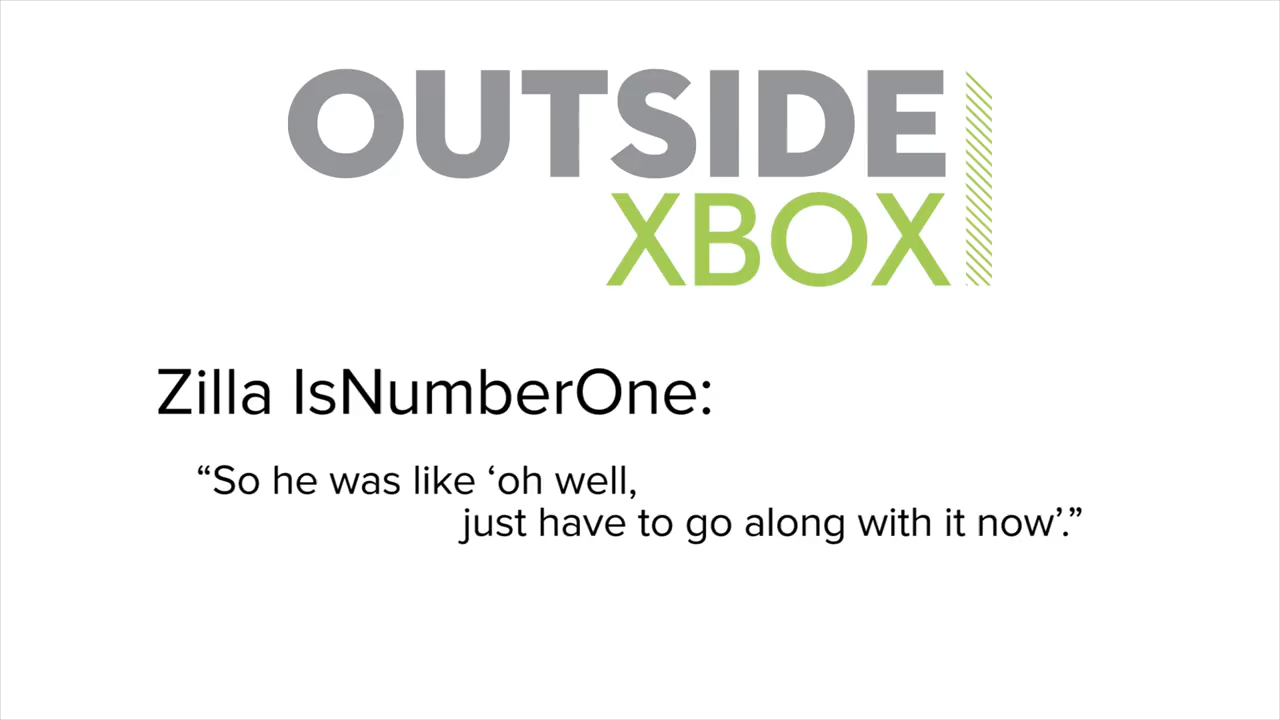 OUTSIDE
XBOX
Zilla IsNumberOne:
“So he was like ‘oh well,
just have to go along with it now’.”